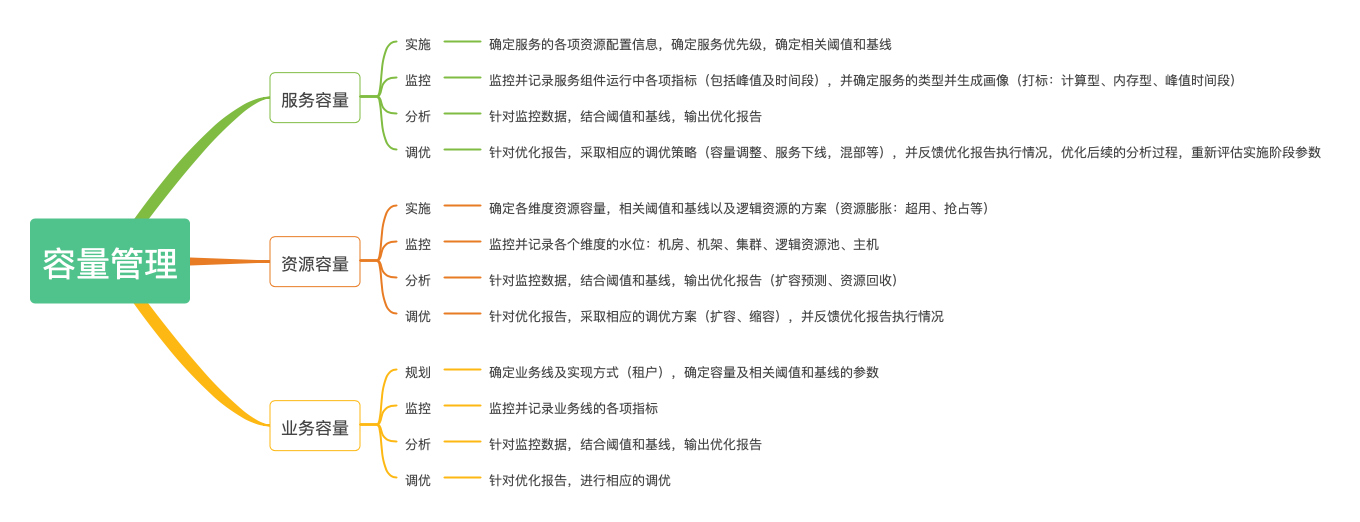 容量管理
服务容量
实施
确定服务的各项资源配置信息，确定服务优先级，确定相关阈值和基线
监控
监控并记录服务组件运行中各项指标（包括峰值及时间段），并确定服务的类型并生成画像（打标：计算型、内存型、峰值时间段）
分析
针对监控数据，结合阈值和基线，输出优化报告
调优
针对优化报告，采取相应的调优策略（容量调整、服务下线，混部等），并反馈优化报告执行情况，优化后续的分析过程，重新评估实施阶段参数
资源容量
实施
确定各维度资源容量，相关阈值和基线以及逻辑资源的方案（资源膨胀：超用、抢占等）
监控
监控并记录各个维度的水位：机房、机架、集群、逻辑资源池、主机
分析
针对监控数据，结合阈值和基线，输出优化报告（扩容预测、资源回收）
调优
针对优化报告，采取相应的调优方案（扩容、缩容），并反馈优化报告执行情况
业务容量
规划
确定业务线及实现方式（租户），确定容量及相关阈值和基线的参数
监控
监控并记录业务线的各项指标
分析
针对监控数据，结合阈值和基线，输出优化报告
调优
针对优化报告，进行相应的调优